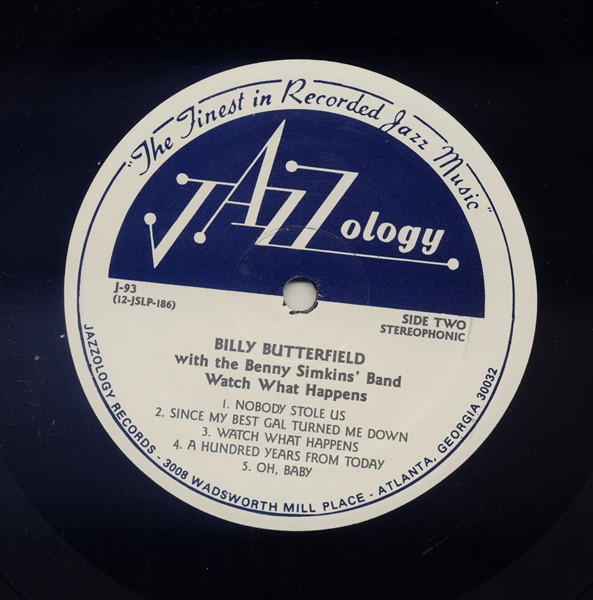 "The Finest in Recorded Jazz Music"
JAZZology
J-93
(12-JSLP-186)
SIDE TWO
STEREOPHONIC
BILLY BUTTERFIELD
with the Benny Simkins' Band
Watch What Happens
1. NOBODY STOLE US
2. SINCE MY BEST GAL TURNED ME DOWN
3. WATCH WHAT HAPPENS
4. A HUNDRED YEARS FROM TODAY
5. OH, BABY
JAZZOLOGY RECORDS - 3008 WADSWORTH MILL PLACE - ATLANTA, GEORGIA 30032